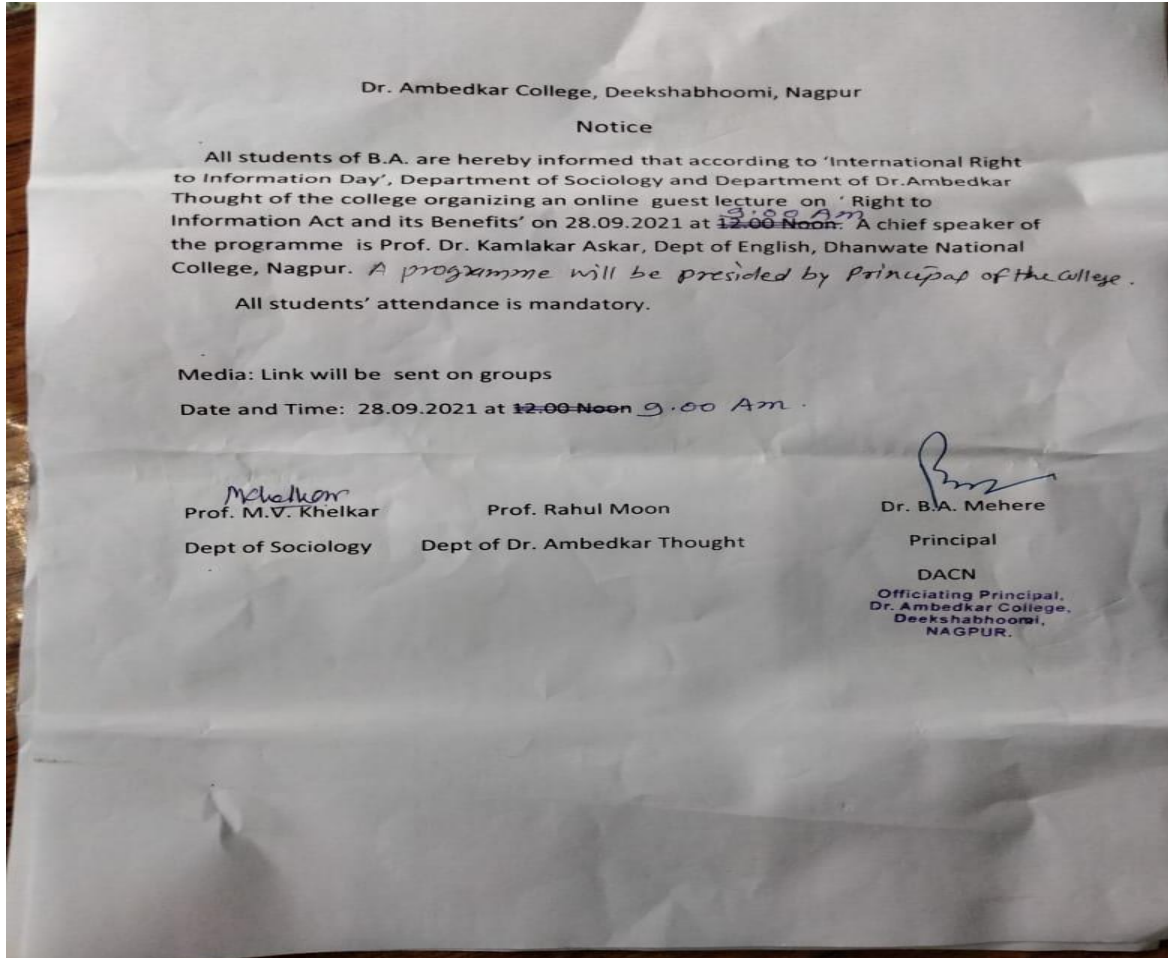 Dr. Ambedkar College, Deekshabhoomi, Nagpur
Notice
All students of B.A. are hereby informed that according to ‘International Right
to Information Day’, Department of Sociology and Department of Dr.Ambedkar
Thought of the college organizing an online guest lecture on ‘ Right to
9:00 Am
Information Act and its Benefits’ on 28.09.2021 at 12.00 Noon. A chief speaker of
the programme is Prof. Dr. Kamlakar Askar, Dept of English, Dhanwate National
College, Nagpur. A programme will be presided by Principal of the College.
All students’ attendance is mandatory.
Media: Link will be sent on groups
Date and Time: 28.09.2021 at 12.00 Noon 9.00 Am.
Prof. M.V. Khelkar Prof. Rahul Moon Dr. B.A. Mehere
Dept of Sociology Dept of Dr. Ambedkar Thought Principal
DACN
Officiating Principal,
Dr. Ambedkar College,
Deekshabhoomi,
NAGPUR.